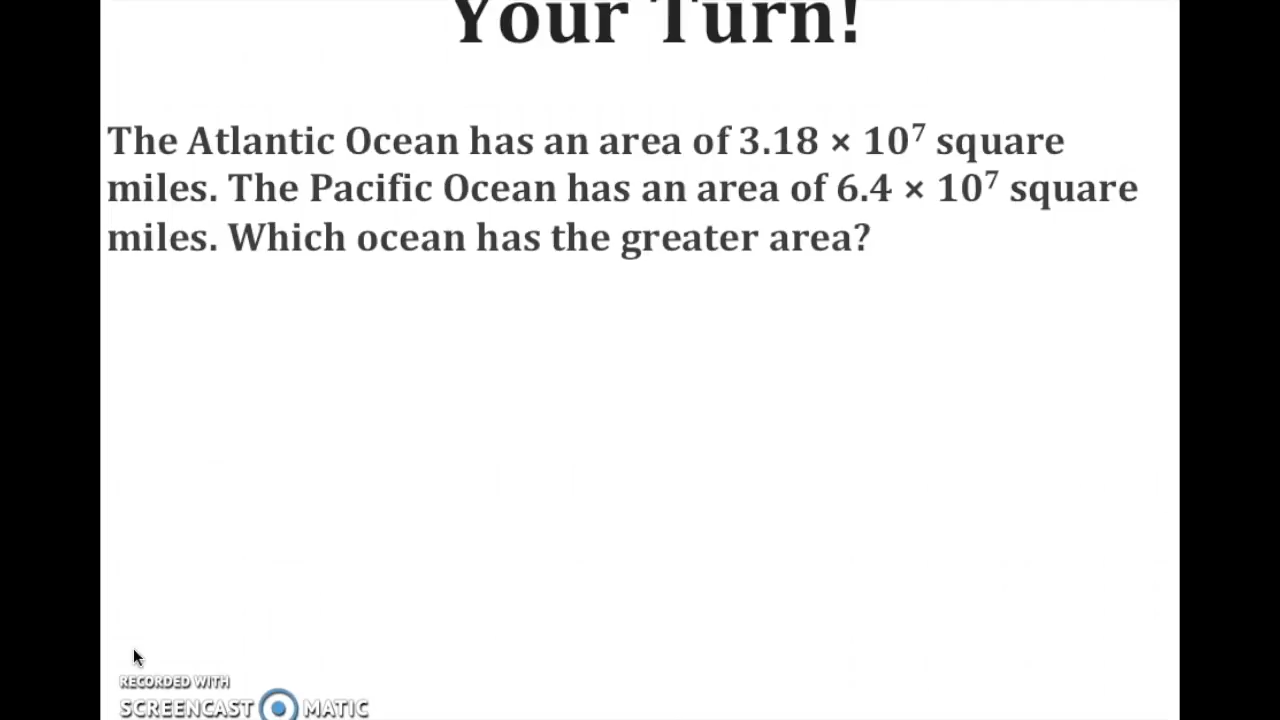 Your Turn!
The Atlantic Ocean has an area of 3.18 × 10⁷ square
miles. The Pacific Ocean has an area of 6.4 × 10⁷ square
miles. Which ocean has the greater area?
RECORDED WITH
SCREENCAST MATIC